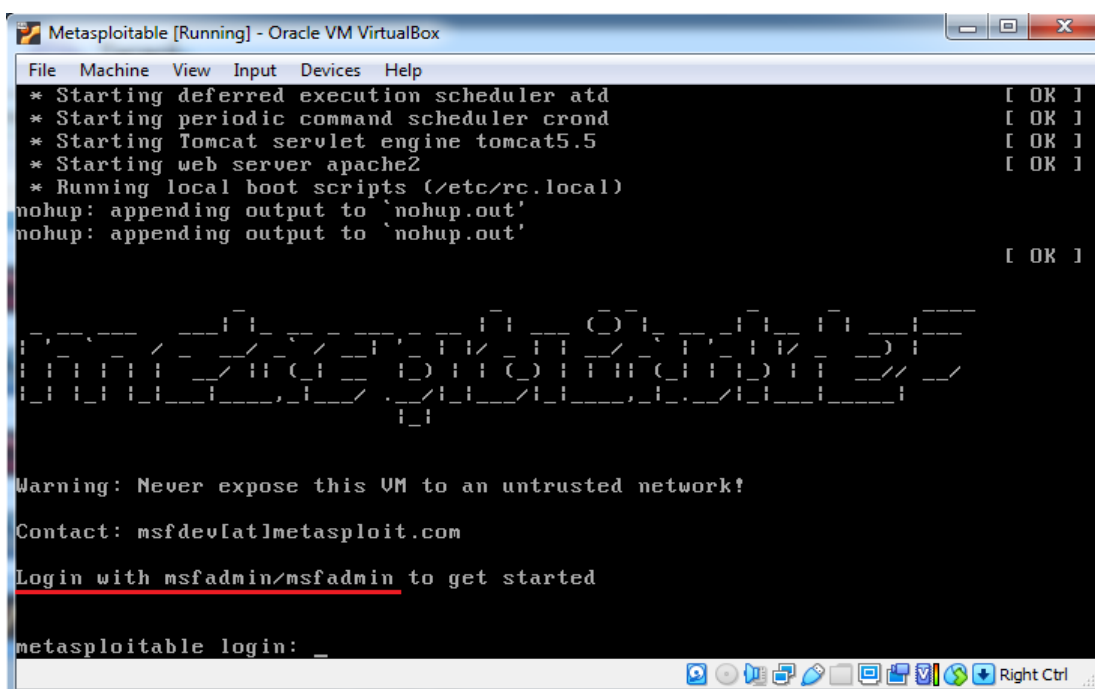 Metasploitable [Running] - Oracle VM VirtualBox
File Machine View Input Devices Help
* Starting deferred execution scheduler atd [ OK ]
* Starting periodic command scheduler crond [ OK ]
* Starting Tomcat servlet engine tomcat5.5 [ OK ]
* Starting web server apache2 [ OK ]
* Running local boot scripts (/etc/rc.local)
nohup: appending output to `nohup.out'
nohup: appending output to `nohup.out'
[ OK ]
metasploitable2
Warning: Never expose this VM to an untrusted network!
Contact: msfdev[at]metasploit.com
Login with msfadmin/msfadmin to get started
metasploitable login: _
Right Ctrl